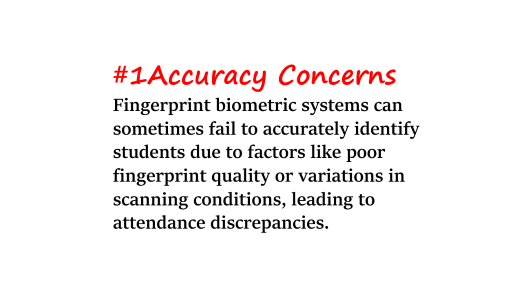 #1Accuracy Concerns
Fingerprint biometric systems can
sometimes fail to accurately identify
students due to factors like poor
fingerprint quality or variations in
scanning conditions, leading to
attendance discrepancies.